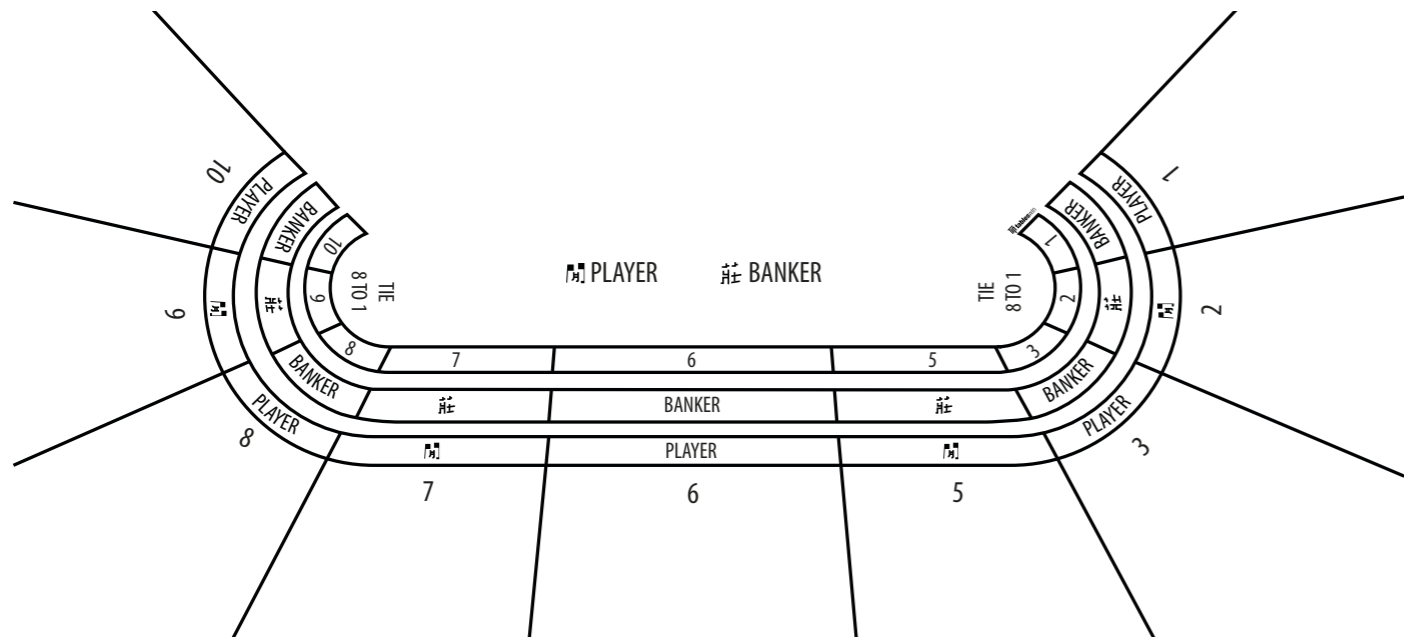 10
PLAYER
BANKER
10
1
PLAYER
BANKER
1
閒 PLAYER
莊 BANKER
TIE
8 TO 1
TIE
8 TO 1
9
閒
莊
9
2
莊
閒
2
8
BANKER
PLAYER
8
3
BANKER
PLAYER
3
7 6 5
莊 BANKER 莊
閒 PLAYER 閒
7 6 5